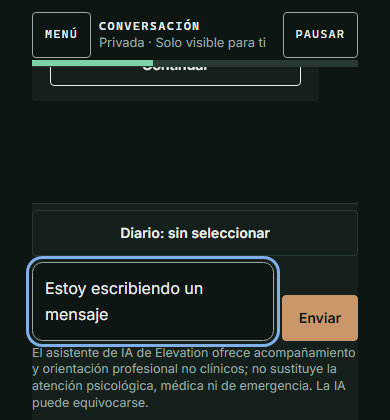 MENÚ
CONVERSACIÓN
Privada · Solo visible para ti
PAUSAR
Continuar
Diario: sin seleccionar
Estoy escribiendo un
mensaje
Enviar
El asistente de IA de Elevation ofrece acompañamiento
y orientación profesional no clínicos; no sustituye la
atención psicológica, médica ni de emergencia. La IA
puede equivocarse.